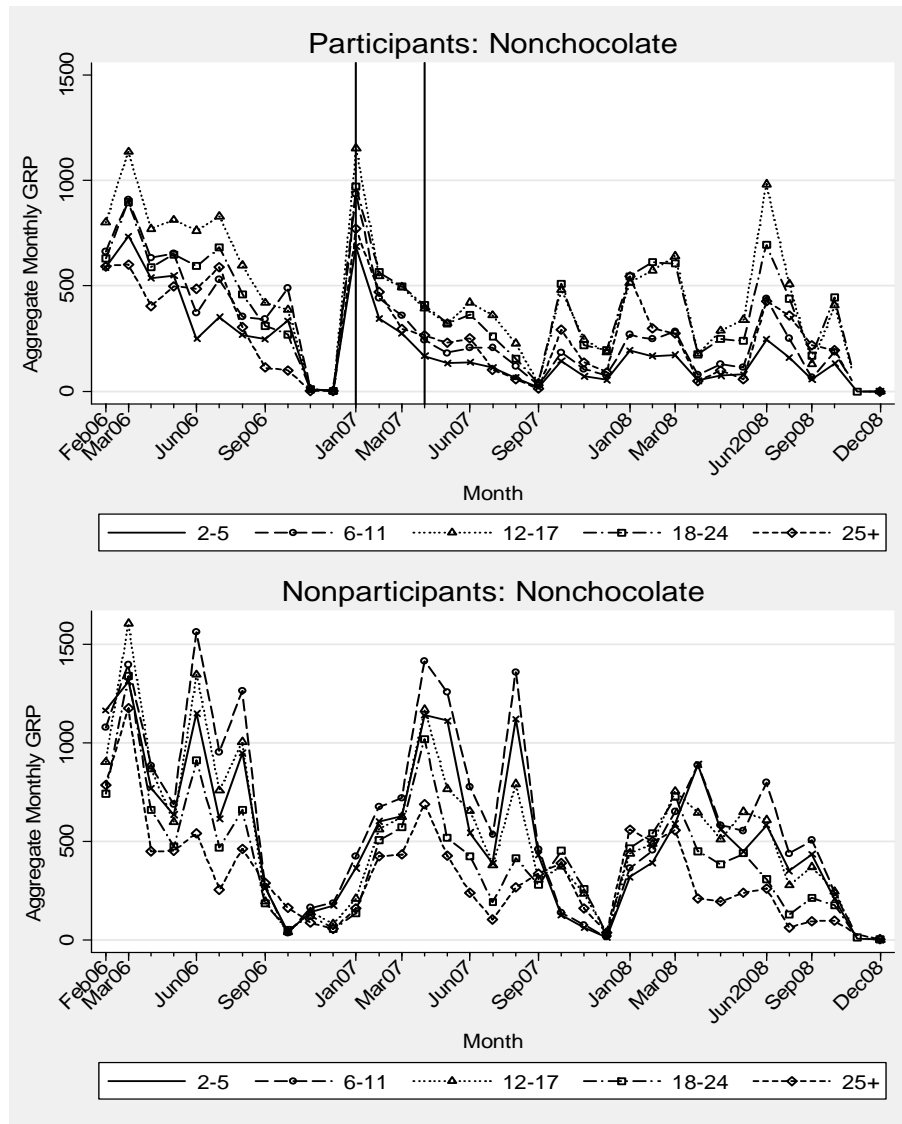 Participants: Nonchocolate
Aggregate Monthly GRP
1500
1000
500
0
Feb06 Mar06 Jun06 Sep06 Jan07 Mar07 Jun07 Sep07 Jan08 Mar08 Jun2008 Sep08 Dec08
Month
2-5 6-11 12-17 18-24 25+
Nonparticipants: Nonchocolate
Aggregate Monthly GRP
1500
1000
500
0
Feb06 Mar06 Jun06 Sep06 Jan07 Mar07 Jun07 Sep07 Jan08 Mar08 Jun2008 Sep08 Dec08
Month
2-5 6-11 12-17 18-24 25+